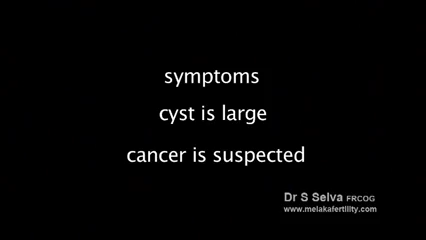 symptoms
cyst is large
cancer is suspected
Dr S Selva FRCOG
www.melakafertility.com